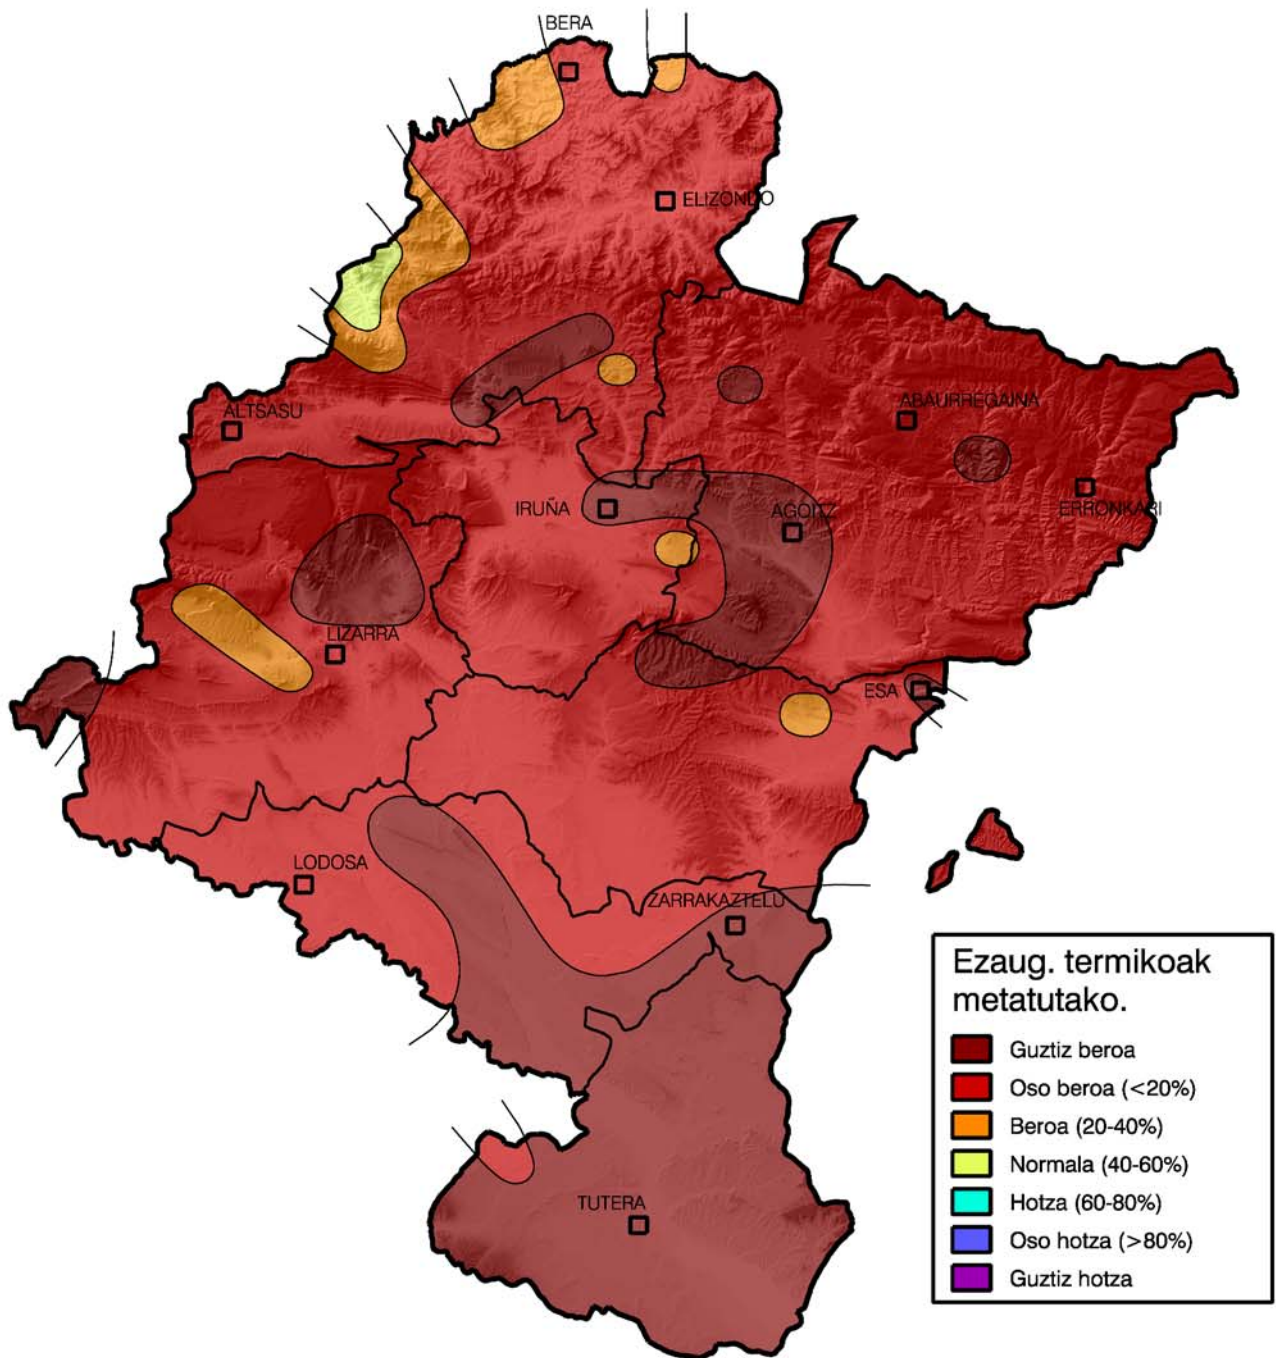 BERA
ELIZONDO
ALTSASU
ABAURREGAINA
IRUÑA
AGOITZ
ERRONKARI
LIZARRA
ESA
LODOSA
ZARRAKAZTELU
TUTERA
Ezaug. termikoak
metatutako.
Guztiz beroa
Oso beroa (<20%)
Beroa (20-40%)
Normala (40-60%)
Hotza (60-80%)
Oso hotza (>80%)
Guztiz hotza